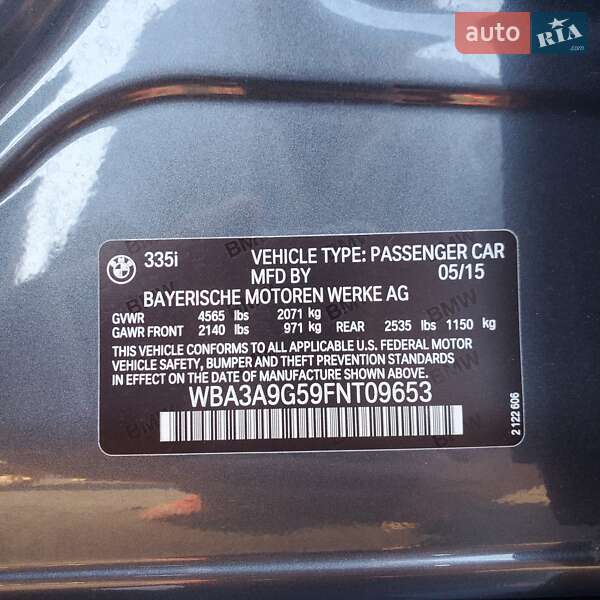 auto RIA.com
335i VEHICLE TYPE: PASSENGER CAR
MFD BY 05/15
BAYERISCHE MOTOREN WERKE AG
GVWR 4565 lbs 2071 kg
GAWR FRONT 2140 lbs 971 kg REAR 2535 lbs 1150 kg
THIS VEHICLE CONFORMS TO ALL APPLICABLE U.S. FEDERAL MOTOR
VEHICLE SAFETY, BUMPER AND THEFT PREVENTION STANDARDS
IN EFFECT ON THE DATE OF MANUFACTURE SHOWN ABOVE.
WBA3A9G59FNT09653
2 122 606